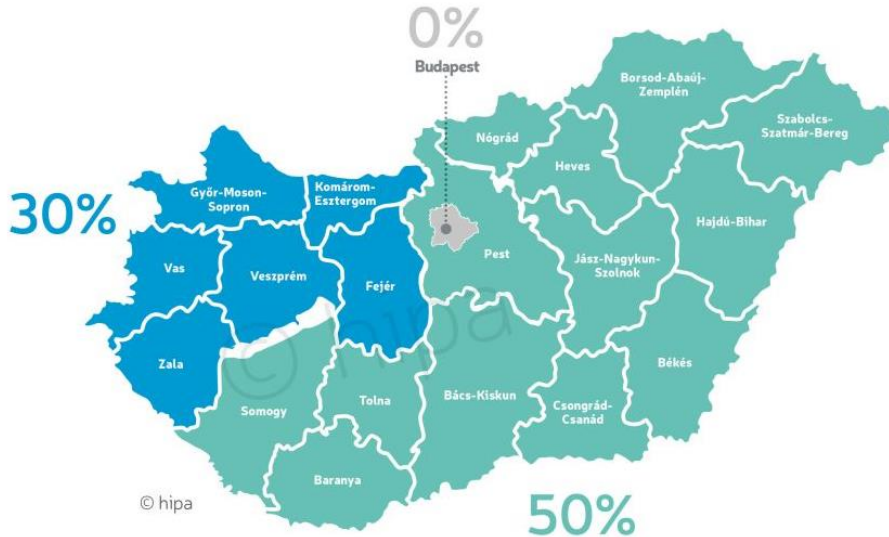 0%
Budapest
Borsod-Abaúj-
Zemplén
Szabolcs-
Szatmár-Bereg
Nógrád
Heves
Győr-Moson-
Sopron
Komárom-
Esztergom
30%
Hajdú-Bihar
Pest
Jász-Nagykun-
Szolnok
Vas
Veszprém
Fejér
© hipa
Zala
Békés
Somogy
Tolna
Bács-Kiskun
Csongrád-
Csanád
Baranya
© hipa
50%